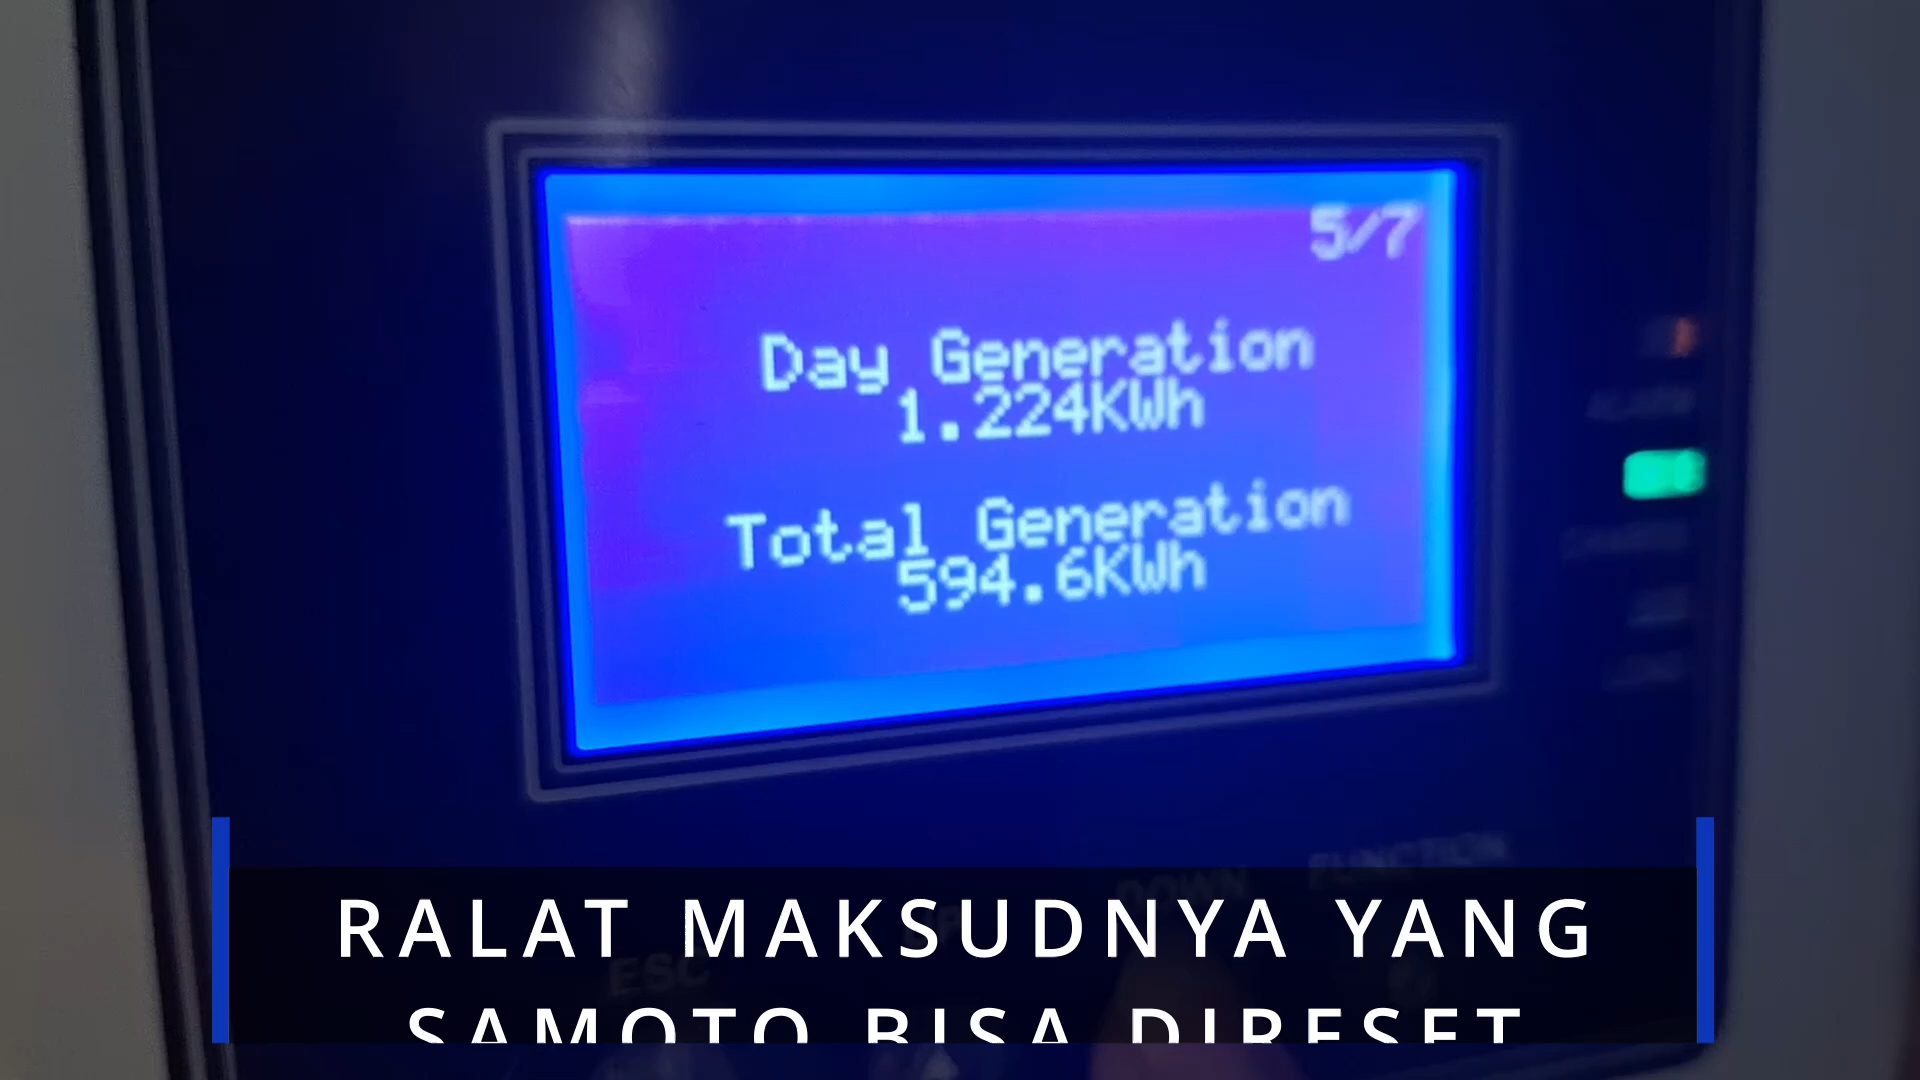 5/7
Day Generation
1.224KWh
Total Generation
594.6KWh
DOWN FUNCTION
ESC
RALAT MAKSUDNYA YANG
SAMOTO BISA DIRESET